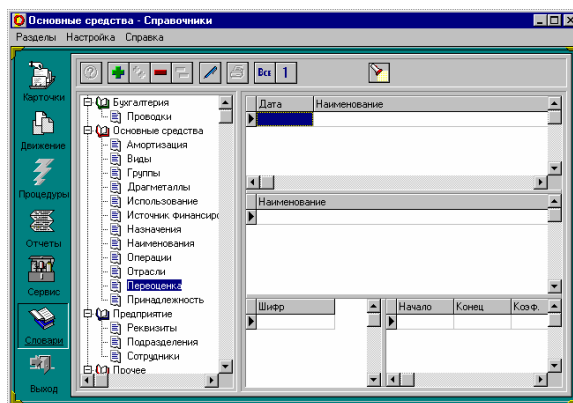 Основные средства - Справочники
Разделы Настройка Справка
Все 1
Карточки
Движение
Процедуры
Отчеты
Сервис
Словари
Выход
Бухгалтерия
Проводки
Основные средства
Амортизация
Виды
Группы
Драгметаллы
Использование
Источник финансиро
Назначения
Наименования
Операции
Отрасли
Переоценка
Принадлежность
Предприятие
Реквизиты
Подразделения
Сотрудники
Прочее
Дата Наименование
Наименование
Шифр
Начало Конец Коэф.